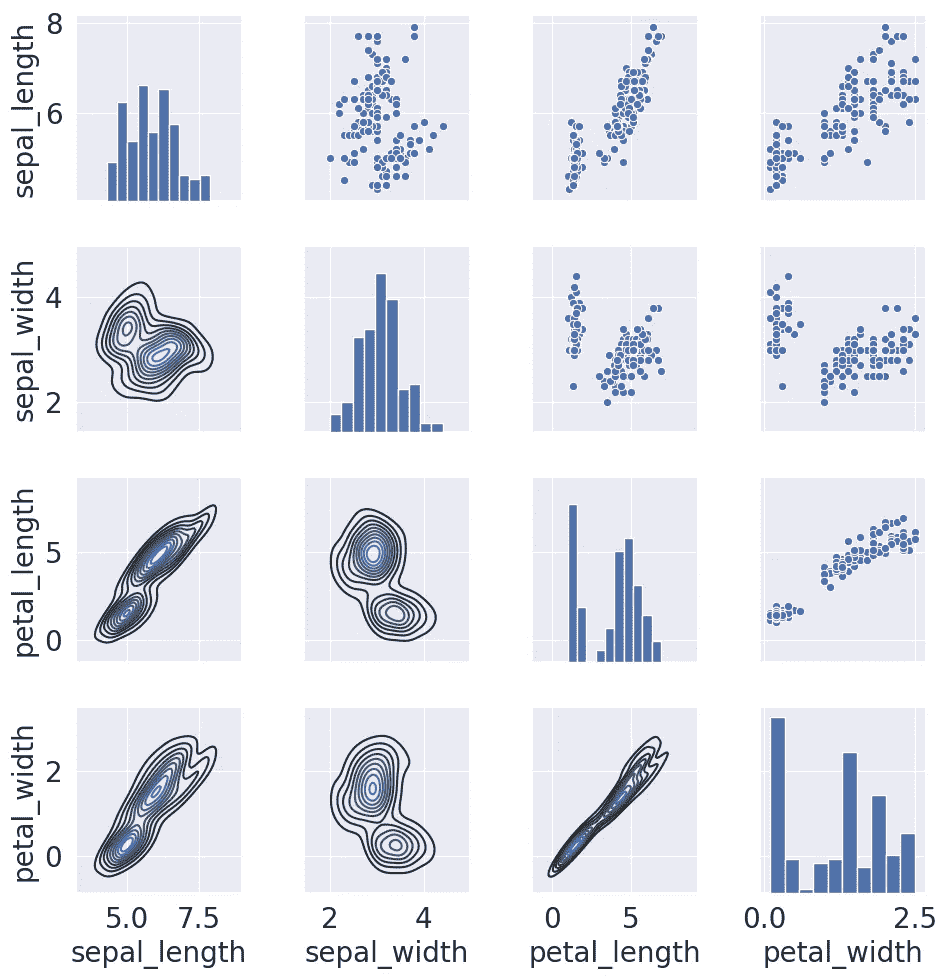 8
6
sepal_length
4
2
sepal_width
5
0
petal_length
2
0
petal_width
5.0 7.5 2 4 0 5 0.0 2.5
sepal_length sepal_width petal_length petal_width